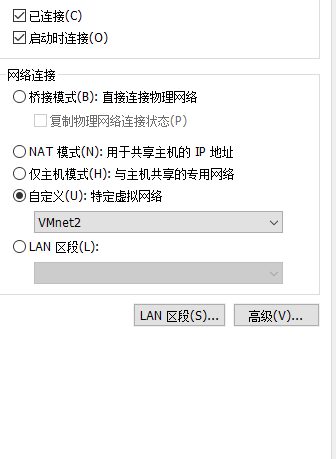 已连接(C)
启动时连接(O)
网络连接
桥接模式(B): 直接连接物理网络
复制物理网络连接状态(P)
NAT 模式(N): 用于共享主机的 IP 地址
仅主机模式(H): 与主机共享的专用网络
自定义(U): 特定虚拟网络
VMnet2
LAN 区段(L):
LAN 区段(S)... 高级(V)...